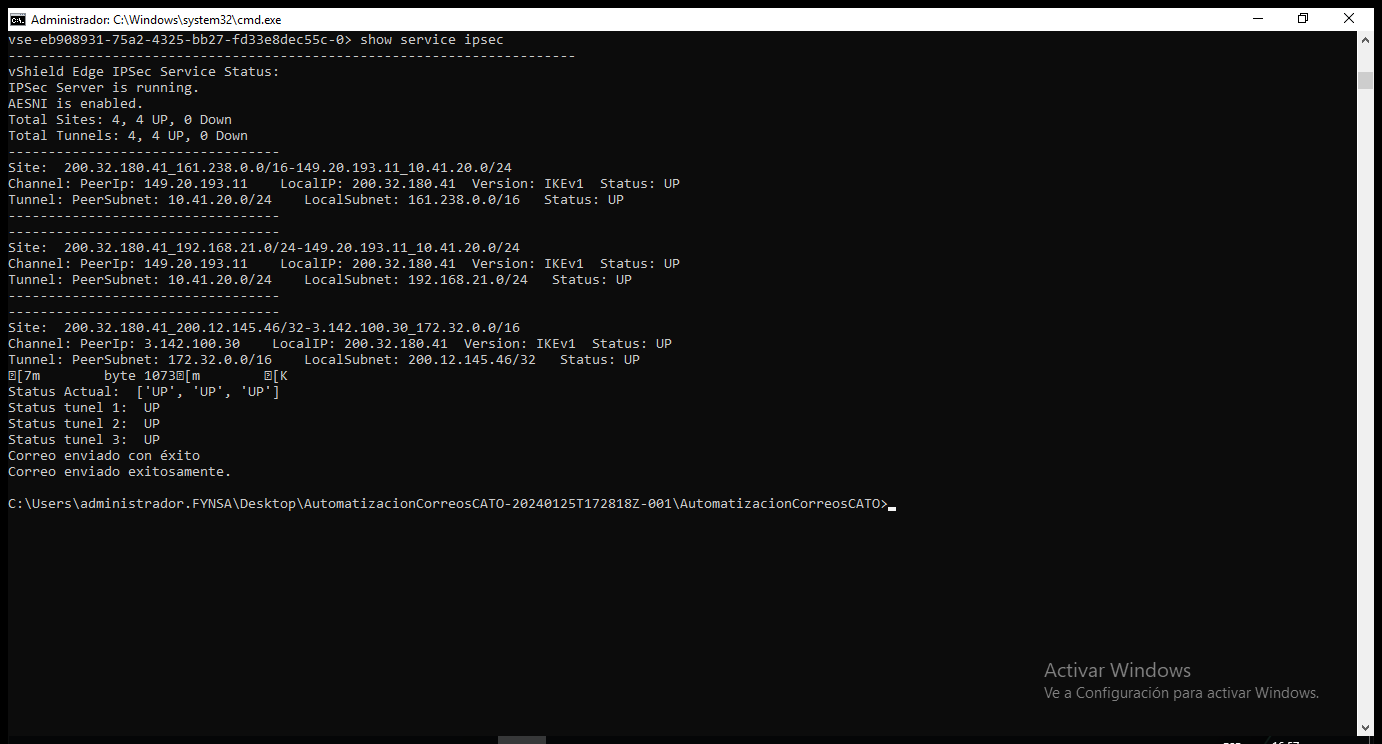 Administrador: C:\Windows\system32\cmd.exe
vse-eb908931-75a2-4325-bb27-fd33e8dec55c-0> show service ipsec
-----------------------------------------------------------------------
vShield Edge IPSec Service Status:
IPSec Server is running.
AESNI is enabled.
Total Sites: 4, 4 UP, 0 Down
Total Tunnels: 4, 4 UP, 0 Down
----------------------------------
Site:  200.32.180.41_161.238.0.0/16-149.20.193.11_10.41.20.0/24
Channel: PeerIp: 149.20.193.11    LocalIP: 200.32.180.41  Version: IKEv1  Status: UP
Tunnel: PeerSubnet: 10.41.20.0/24    LocalSubnet: 161.238.0.0/16   Status: UP
----------------------------------
----------------------------------
Site:  200.32.180.41_192.168.21.0/24-149.20.193.11_10.41.20.0/24
Channel: PeerIp: 149.20.193.11    LocalIP: 200.32.180.41  Version: IKEv1  Status: UP
Tunnel: PeerSubnet: 10.41.20.0/24    LocalSubnet: 192.168.21.0/24   Status: UP
----------------------------------
----------------------------------
Site:  200.32.180.41_200.12.145.46/32-3.142.100.30_172.32.0.0/16
Channel: PeerIp: 3.142.100.30    LocalIP: 200.32.180.41  Version: IKEv1  Status: UP
Tunnel: PeerSubnet: 172.32.0.0/16    LocalSubnet: 200.12.145.46/32   Status: UP
[7m        byte 1073[m        [K
Status Actual:  ['UP', 'UP', 'UP']
Status tunel 1:  UP
Status tunel 2:  UP
Status tunel 3:  UP
Correo enviado con éxito
Correo enviado exitosamente.
C:\Users\administrador.FYNSA\Desktop\AutomatizacionCorreosCATO-20240125T172818Z-001\AutomatizacionCorreosCATO>
Activar Windows
Ve a Configuración para activar Windows.